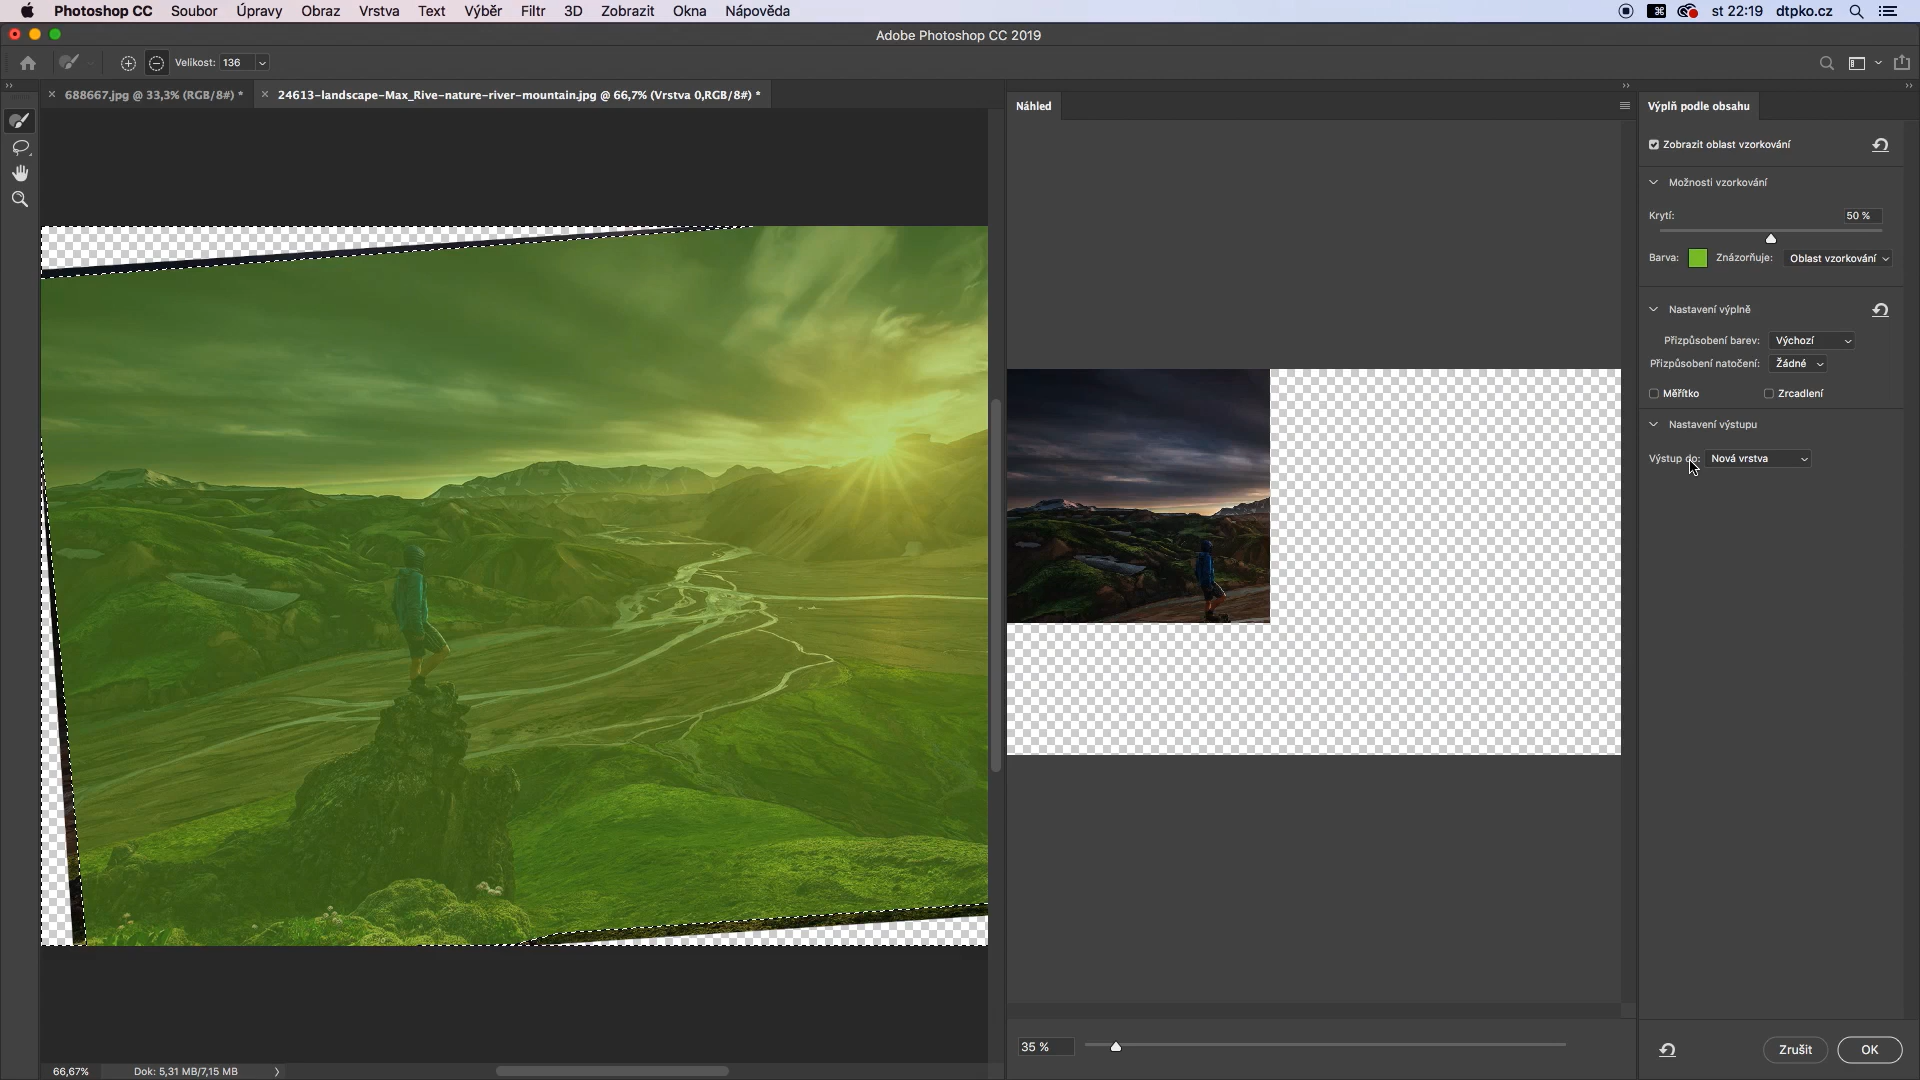 Photoshop CC Soubor Úpravy Obraz Vrstva Text Výběr Filtr 3D Zobrazit Okna Nápověda st 22:19 dtpko.cz
Adobe Photoshop CC 2019
Velikost: 136
688667.jpg @ 33,3% (RGB/8#) * 24613-landscape-Max_Rive-nature-river-mountain.jpg @ 66,7% (Vrstva 0,RGB/8#) *
Náhled
Výplň podle obsahu
Zobrazit oblast vzorkování
Možnosti vzorkování
Krytí: 50 %
Barva: Znázorňuje: Oblast vzorkování
Nastavení výplně
Přizpůsobení barev: Výchozí
Přizpůsobení natočení: Žádné
Měřítko Zrcadlení
Nastavení výstupu
Výstup do: Nová vrstva
35 %
Zrušit OK
66,67% Dok: 5,31 MB/7,15 MB